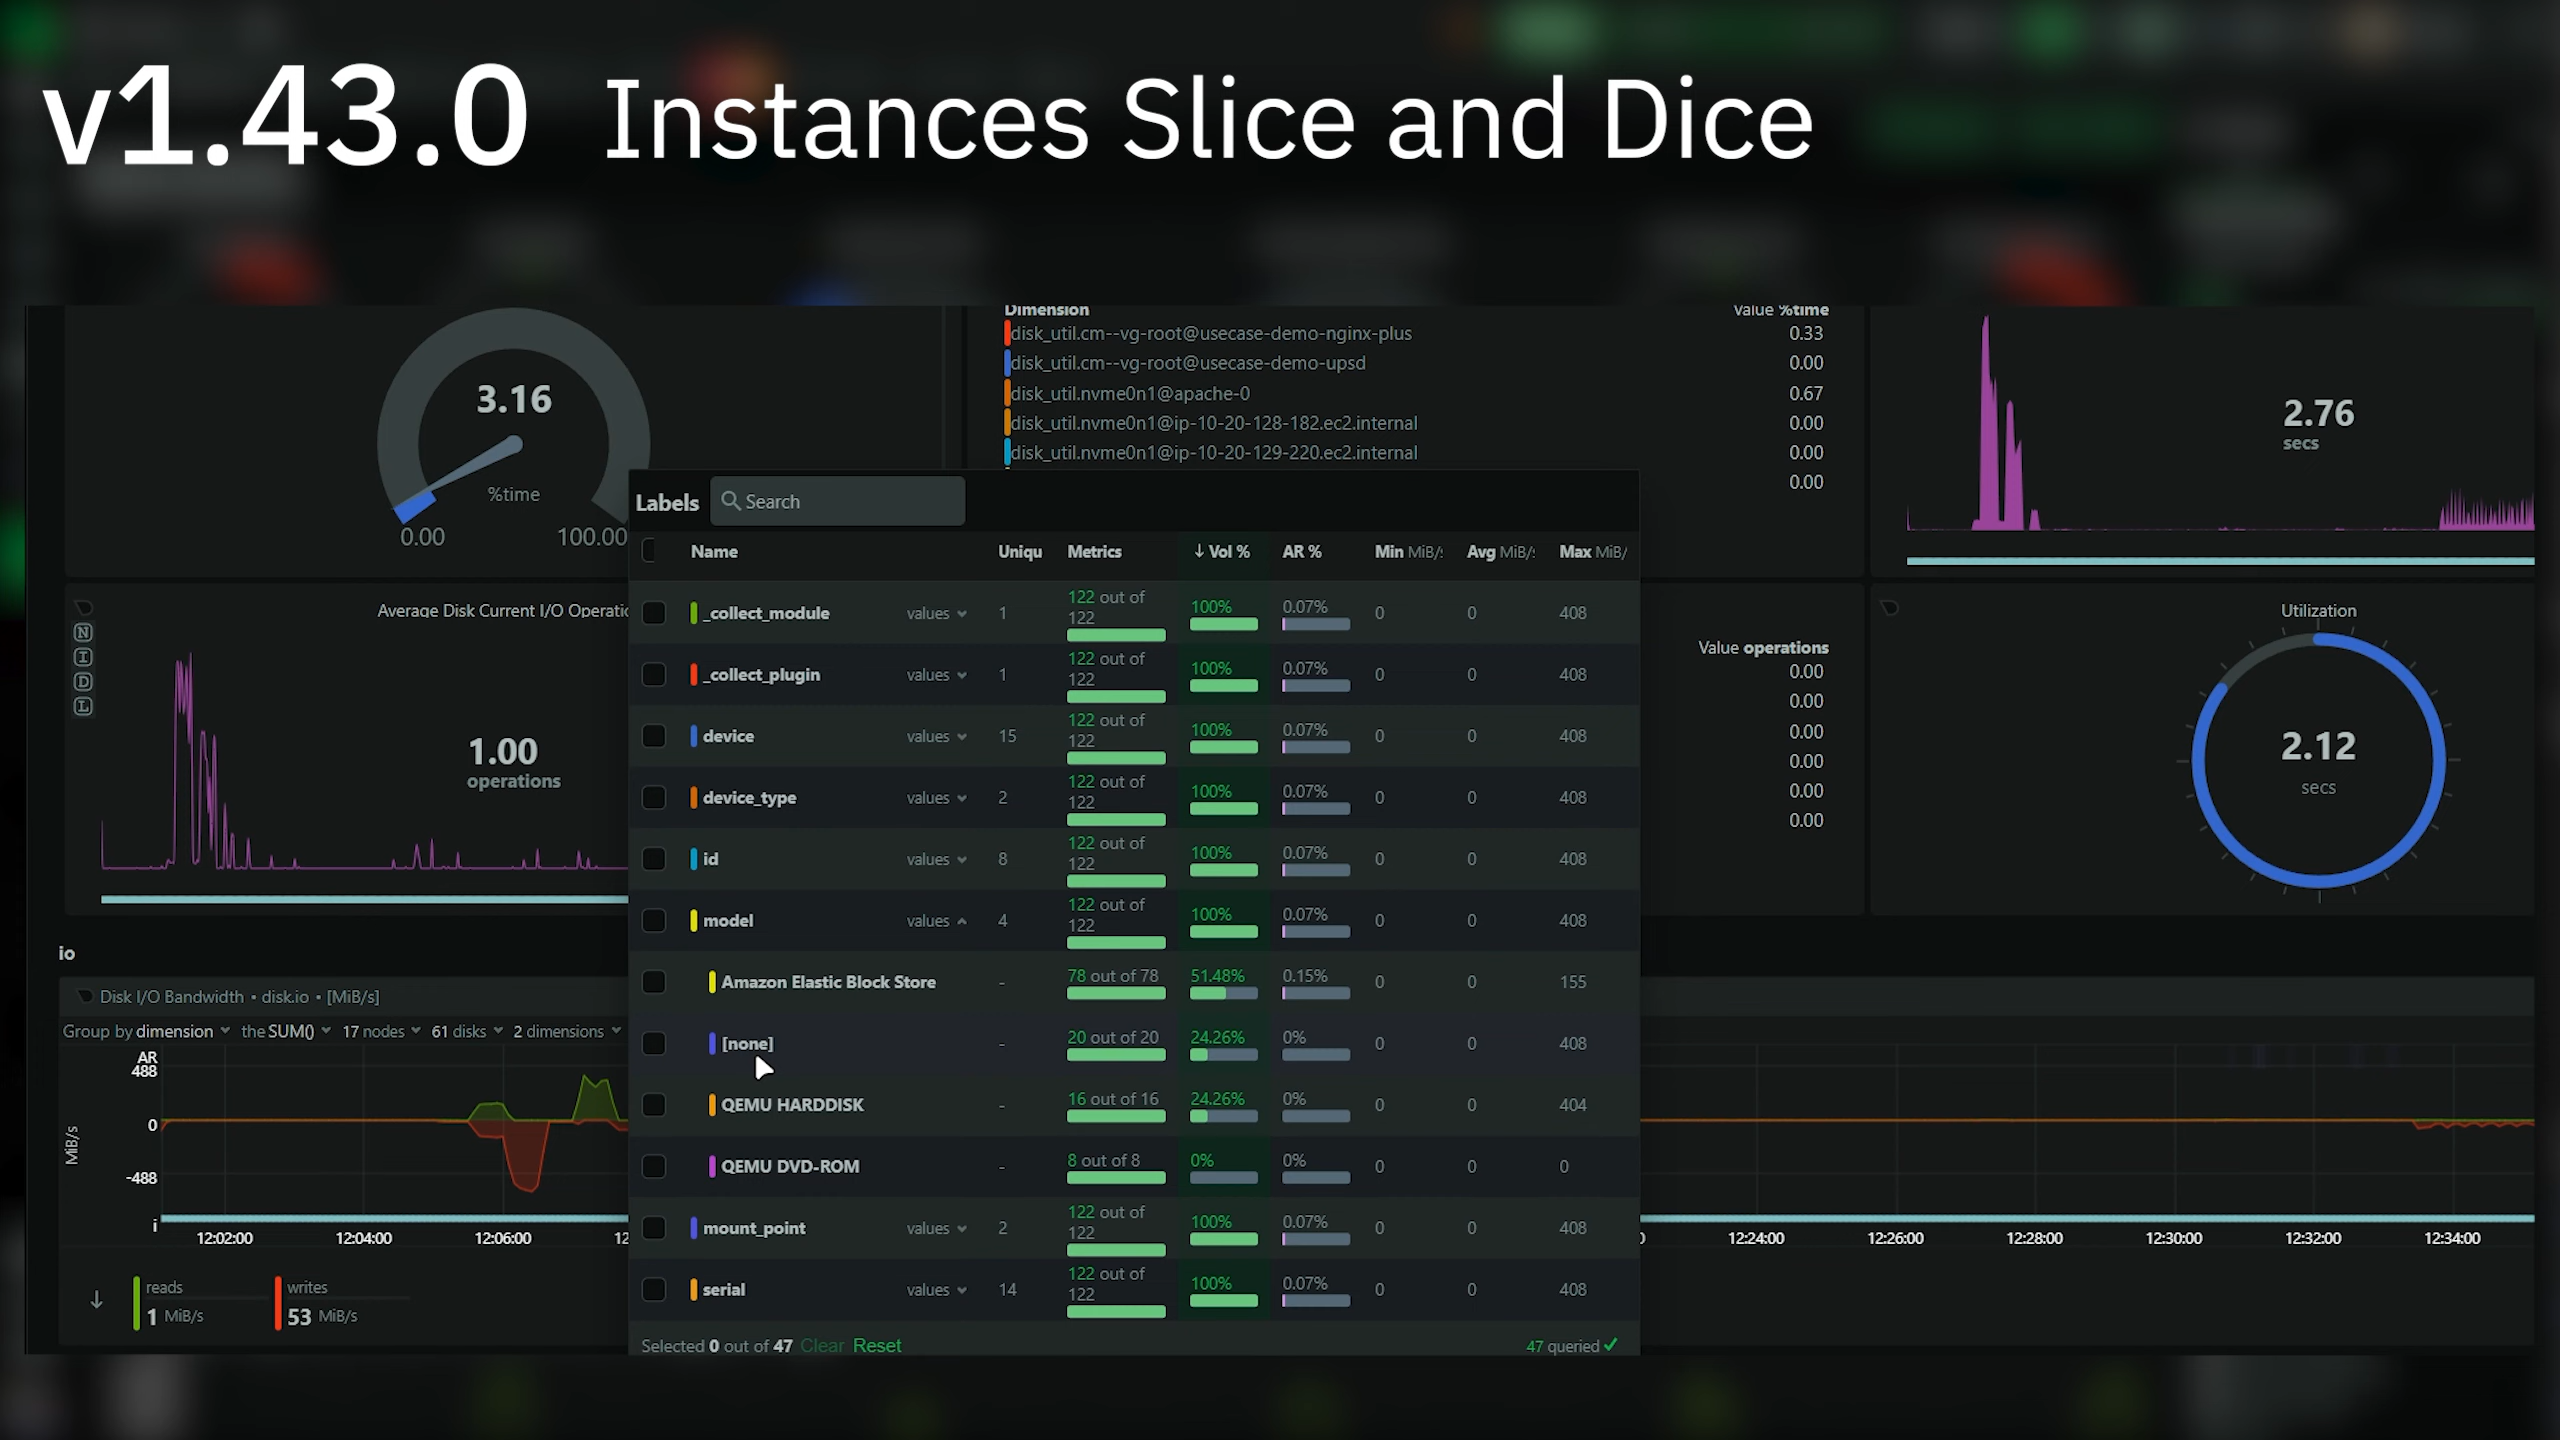 v1.43.0 Instances Slice and Dice
3.16
%time
0.00 100.00
Dimension Value %time
disk_util.cm--vg-root@usecase-demo-nginx-plus 0.33
disk_util.cm--vg-root@usecase-demo-upsd 0.00
disk_util.nvme0n1@apache-0 0.67
disk_util.nvme0n1@ip-10-20-128-182.ec2.internal 0.00
disk_util.nvme0n1@ip-10-20-129-220.ec2.internal 0.00
0.00
2.76
secs
Average Disk Current I/O Operatio
N
I
D
L
1.00
operations
Value operations
0.00
0.00
0.00
0.00
0.00
0.00
Utilization
2.12
secs
Labels Search
Name Uniqu Metrics ↓ Vol % AR % Min MiB/s Avg MiB/s Max MiB/
_collect_module values 1 122 out of 122 100% 0.07% 0 0 408
_collect_plugin values 1 122 out of 122 100% 0.07% 0 0 408
device values 15 122 out of 122 100% 0.07% 0 0 408
device_type values 2 122 out of 122 100% 0.07% 0 0 408
id values 8 122 out of 122 100% 0.07% 0 0 408
model values 4 122 out of 122 100% 0.07% 0 0 408
Amazon Elastic Block Store - 78 out of 78 51.48% 0.15% 0 0 155
[none] - 20 out of 20 24.26% 0% 0 0 408
QEMU HARDDISK - 16 out of 16 24.26% 0% 0 0 404
QEMU DVD-ROM - 8 out of 8 0% 0% 0 0 0
mount_point values 2 122 out of 122 100% 0.07% 0 0 408
serial values 14 122 out of 122 100% 0.07% 0 0 408
Selected 0 out of 47 Clear Reset 47 queried ✓
io
Disk I/O Bandwidth • disk.io • [MiB/s]
Group by dimension the SUM() 17 nodes 61 disks 2 dimensions
AR
488
0
-488
MiB/s
i
12:02:00 12:04:00 12:06:00 12 0 12:24:00 12:26:00 12:28:00 12:30:00 12:32:00 12:34:00
reads writes
1 MiB/s 53 MiB/s